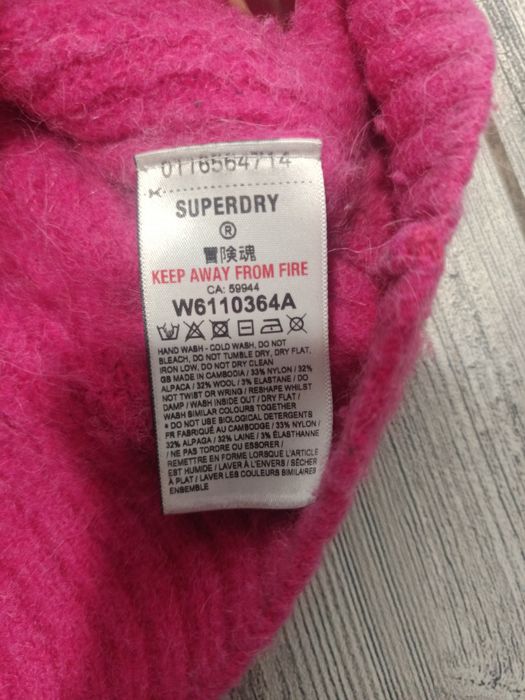 0116564714
SUPERDRY
®
冒険魂
KEEP AWAY FROM FIRE
CA: 59944
W6110364A
HAND WASH - COLD WASH, DO NOT
BLEACH, DO NOT TUMBLE DRY, DRY FLAT,
IRON LOW, DO NOT DRY CLEAN
GB MADE IN CAMBODIA / 33% NYLON / 32%
ALPACA / 32% WOOL / 3% ELASTANE / DO
NOT TWIST OR WRING / RESHAPE WHILST
DAMP / WASH INSIDE OUT / DRY FLAT /
WASH SIMILAR COLOURS TOGETHER
* DO NOT USE BIOLOGICAL DETERGENTS
FR FABRIQUÉ AU CAMBODGE / 33% NYLON /
32% ALPAGA / 32% LAINE / 3% ÉLASTHANNE
/ NE PAS TORDRE OU ESSORER /
REMETTRE EN FORME LORSQUE L'ARTICLE
EST HUMIDE / LAVER À L'ENVERS / SÉCHER
À PLAT / LAVER LES COULEURS SIMILAIRES
ENSEMBLE